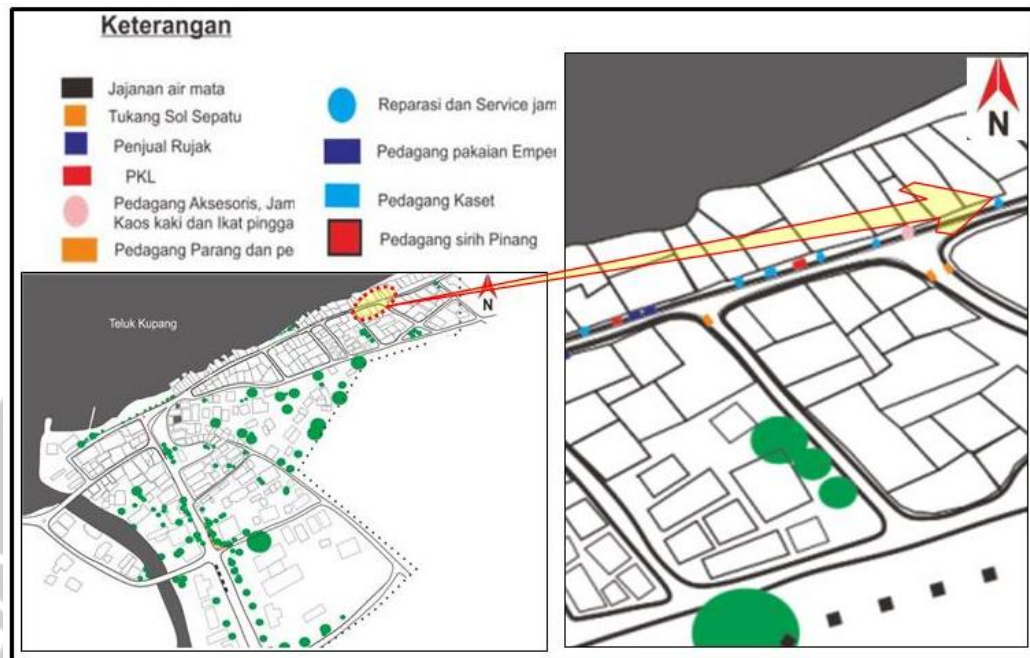 Keterangan
Jajanan air mata
Tukang Sol Sepatu
Penjual Rujak
PKL
Pedagang Aksesoris, Jam
Kaos kaki dan Ikat pingga
Pedagang Parang dan pe
Reparasi dan Service jam
Pedagang pakaian Emper
Pedagang Kaset
Pedagang sirih Pinang
N
Teluk Kupang
N